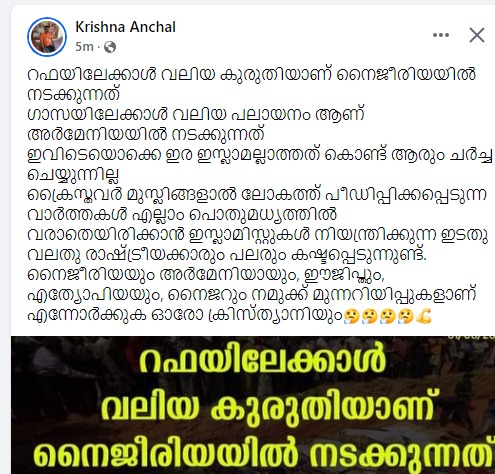 Krishna Anchal
5m
റഫയിലേക്കാൾ വലിയ കുരുതിയാണ് നൈജീരിയയിൽ
നടക്കുന്നത്
ഗാസയിലേക്കാൾ വലിയ പലായനം ആണ്
അർമേനിയയിൽ നടക്കുന്നത്
ഇവിടെയൊക്കെ ഇര ഇസ്ലാമല്ലാത്തത് കൊണ്ട് ആരും ചർച്ച
ചെയ്യുന്നില്ല
ക്രൈസ്തവർ മുസ്ലിങ്ങളാൽ ലോകത്ത് പീഡിപ്പിക്കപ്പെടുന്ന
വാർത്തകൾ എല്ലാം പൊതുമധ്യത്തിൽ
വരാതെയിരിക്കാൻ ഇസ്ലാമിസ്റ്റുകൾ നിയന്ത്രിക്കുന്ന ഇടതു
വലതു രാഷ്ട്രീയക്കാരും പലരും കഷ്ടപ്പെടുന്നുണ്ട്.
നൈജീരിയയും അർമേനിയായും, ഈജിപ്തും,
എത്യോപിയയും, നൈജറും നമുക്ക് മുന്നറിയിപ്പുകളാണ്
എന്നോർക്കുക ഓരോ ക്രിസ്ത്യാനിയും🤔🤔🤔🤔💪
റഫയിലേക്കാൾ
വലിയ കുരുതിയാണ്
നൈജീരിയയിൽ നടക്കുന്നത്